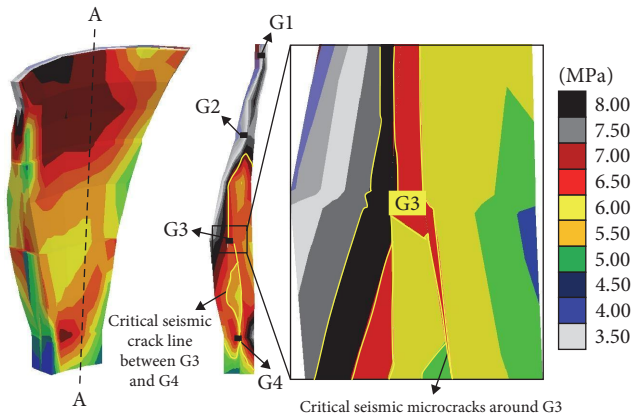 A
G1
(MPa)
8.00
G2
7.50
7.00
6.50
G3
G3
6.00
5.50
5.00
4.50
Critical seismic
crack line
between G3
and G4
4.00
3.50
G4
A
Critical seismic microcracks around G3